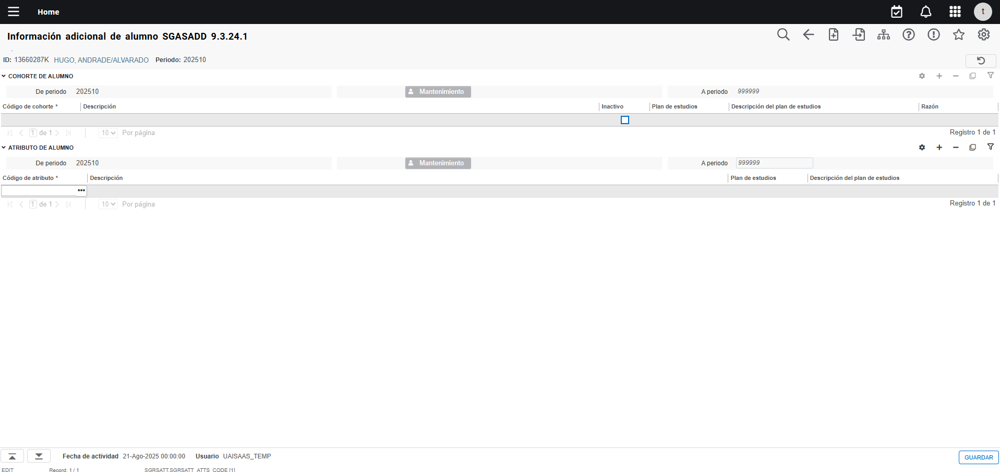 Home
t
Información adicional de alumno SGASADD 9.3.24.1
ID: 13660287K HUGO, ANDRADE/ALVARADO Periodo: 202510
COHORTE DE ALUMNO
De periodo 202510 Mantenimiento A periodo 999999
Código de cohorte * Descripción Inactivo Plan de estudios Descripción del plan de estudios Razón
1 de 1 10 Por página Registro 1 de 1
ATRIBUTO DE ALUMNO
De periodo 202510 Mantenimiento A periodo 999999
Código de atributo * Descripción Plan de estudios Descripción del plan de estudios
1 de 1 10 Por página Registro 1 de 1
Fecha de actividad 21-Ago-2025 00:00:00 Usuario UAISAAS_TEMP GUARDAR
EDIT Record: 1 / 1 SGRSATT.SGRSATT_ATTS_CODE [1]